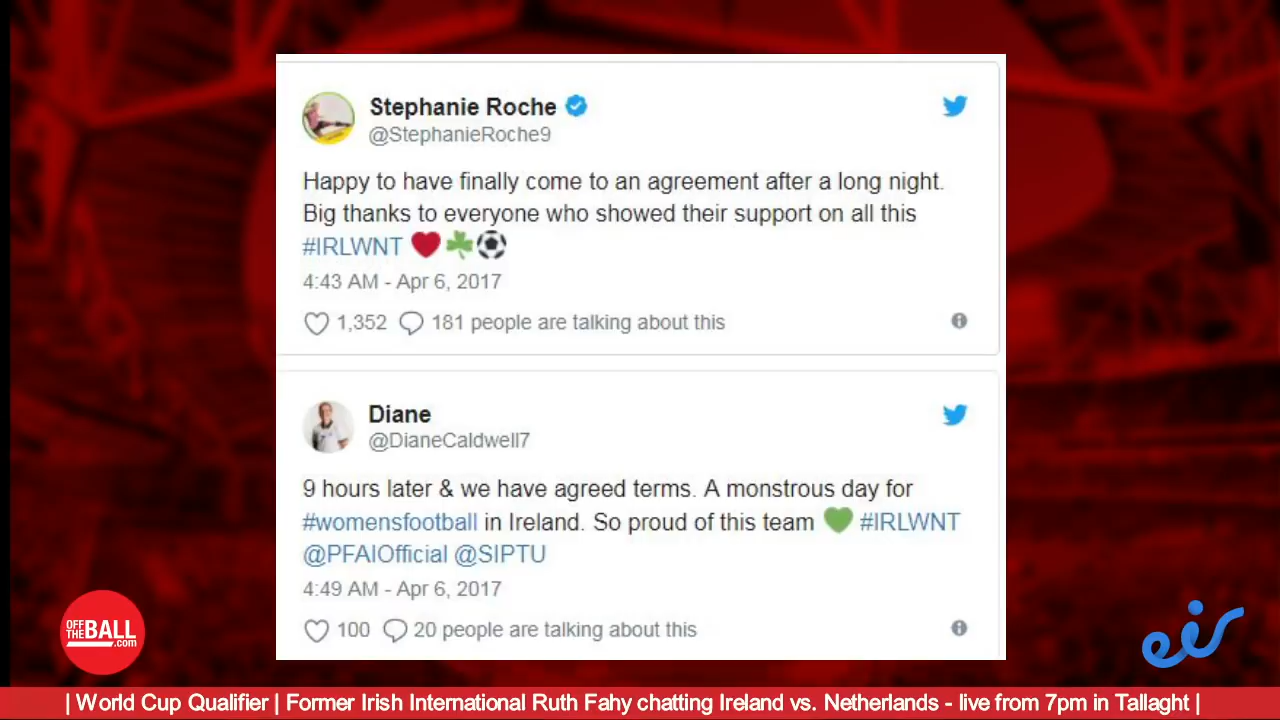 Stephanie Roche
@StephanieRoche9
Happy to have finally come to an agreement after a long night.
Big thanks to everyone who showed their support on all this
#IRLWNT ❤️☘️⚽
4:43 AM - Apr 6, 2017
1,352 181 people are talking about this
Diane
@DianeCaldwell7
9 hours later & we have agreed terms. A monstrous day for
#womensfootball in Ireland. So proud of this team 💚 #IRLWNT
@PFAIOfficial @SIPTU
4:49 AM - Apr 6, 2017
100 20 people are talking about this
OFF
THE BALL
.com
eir
| World Cup Qualifier | Former Irish International Ruth Fahy chatting Ireland vs. Netherlands - live from 7pm in Tallaght |